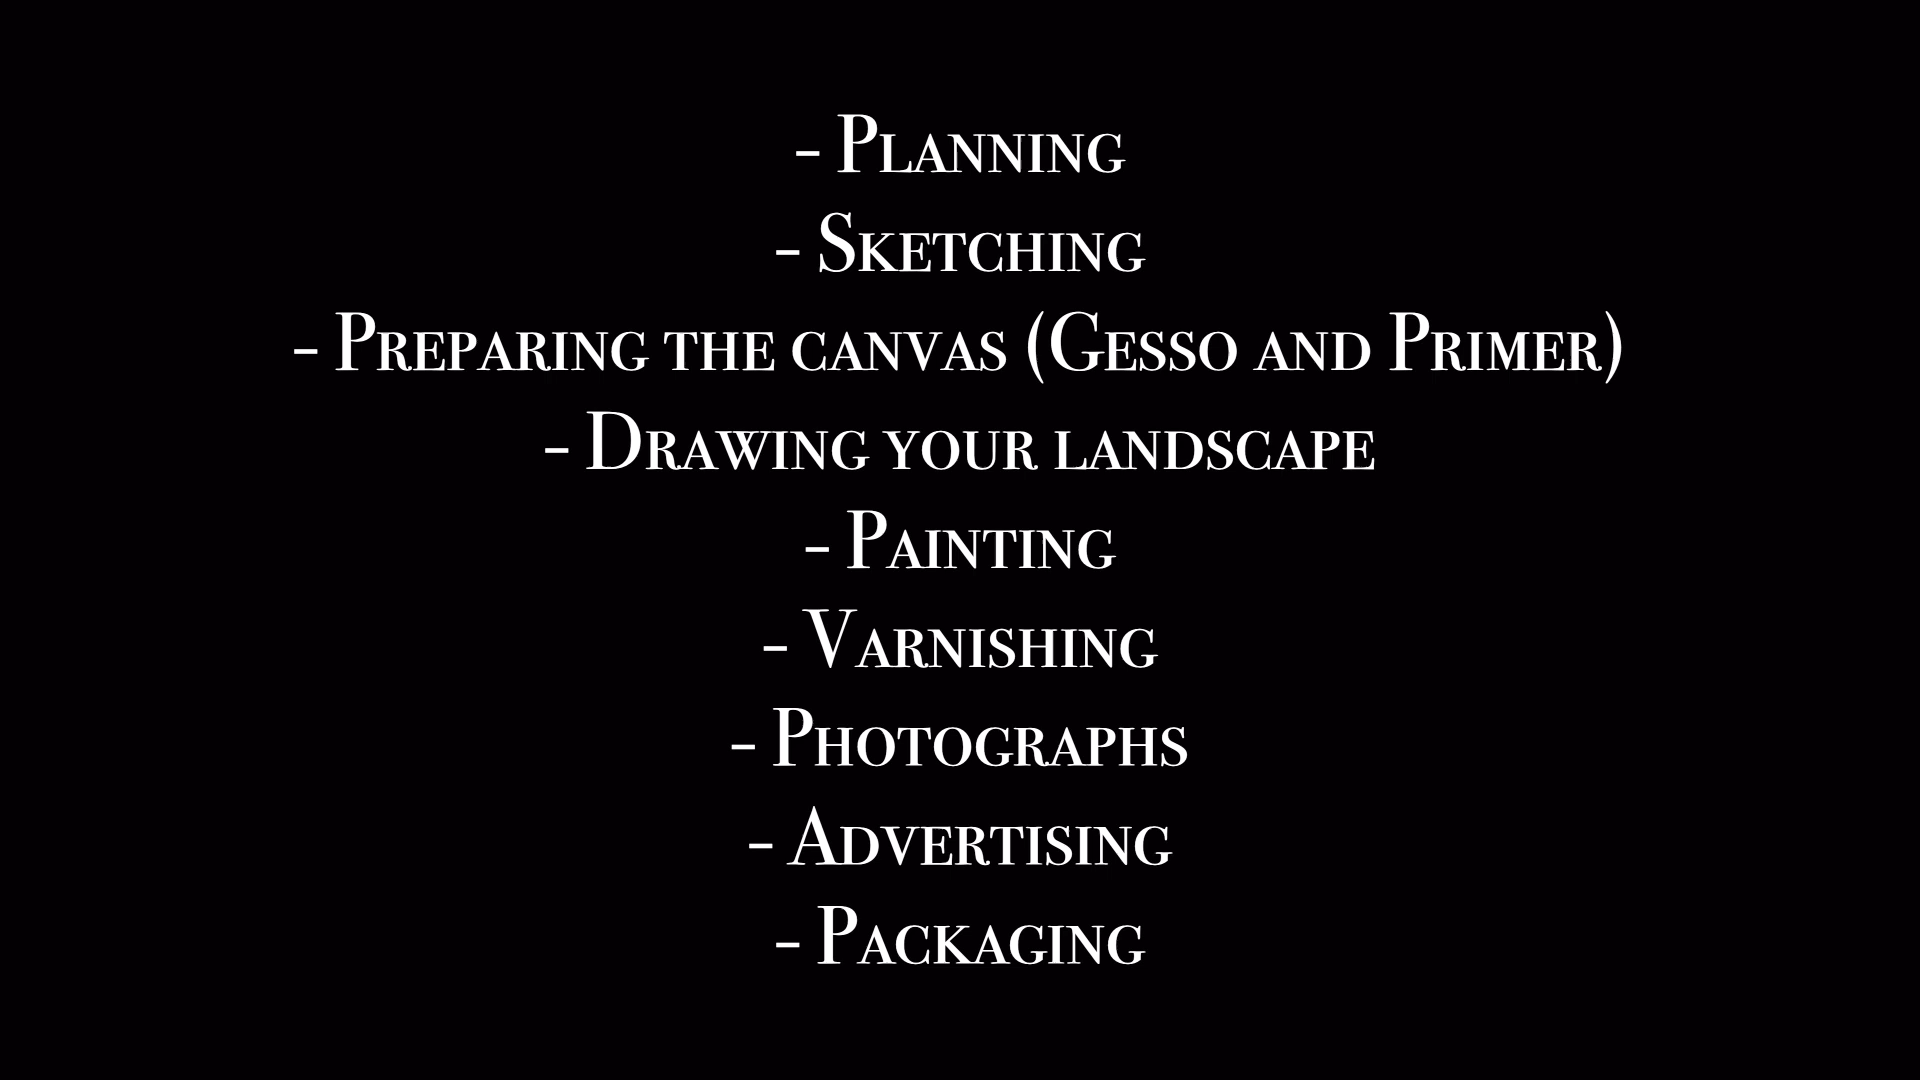 - Planning
- Sketching
- Preparing the canvas (Gesso and Primer)
- Drawing your landscape
- Painting
- Varnishing
- Photographs
- Advertising
- Packaging